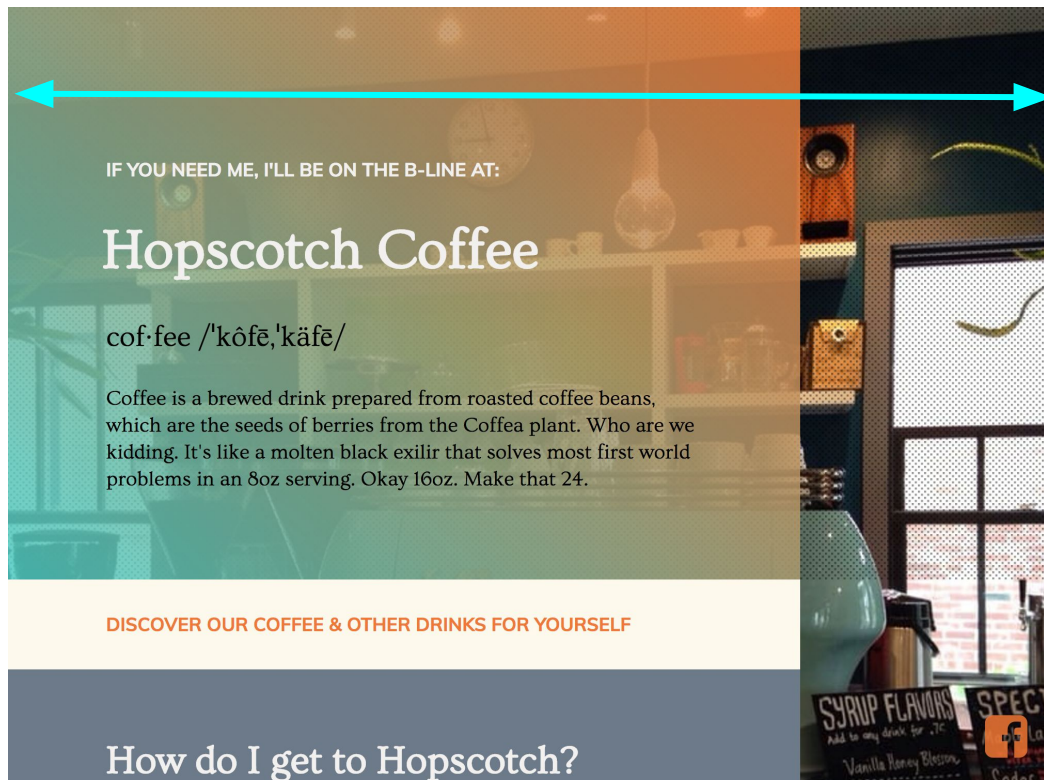 IF YOU NEED ME, I'LL BE ON THE B-LINE AT:
Hopscotch Coffee
cof·fee /ˈkôfē,ˈkäfē/
Coffee is a brewed drink prepared from roasted coffee beans,
which are the seeds of berries from the Coffea plant. Who are we
kidding. It's like a molten black exilir that solves most first world
problems in an 8oz serving. Okay 16oz. Make that 24.
DISCOVER OUR COFFEE & OTHER DRINKS FOR YOURSELF
How do I get to Hopscotch?
SYRUP FLAVORS
Add to any drink for .7C
Vanilla Honey Blossom
SPECT